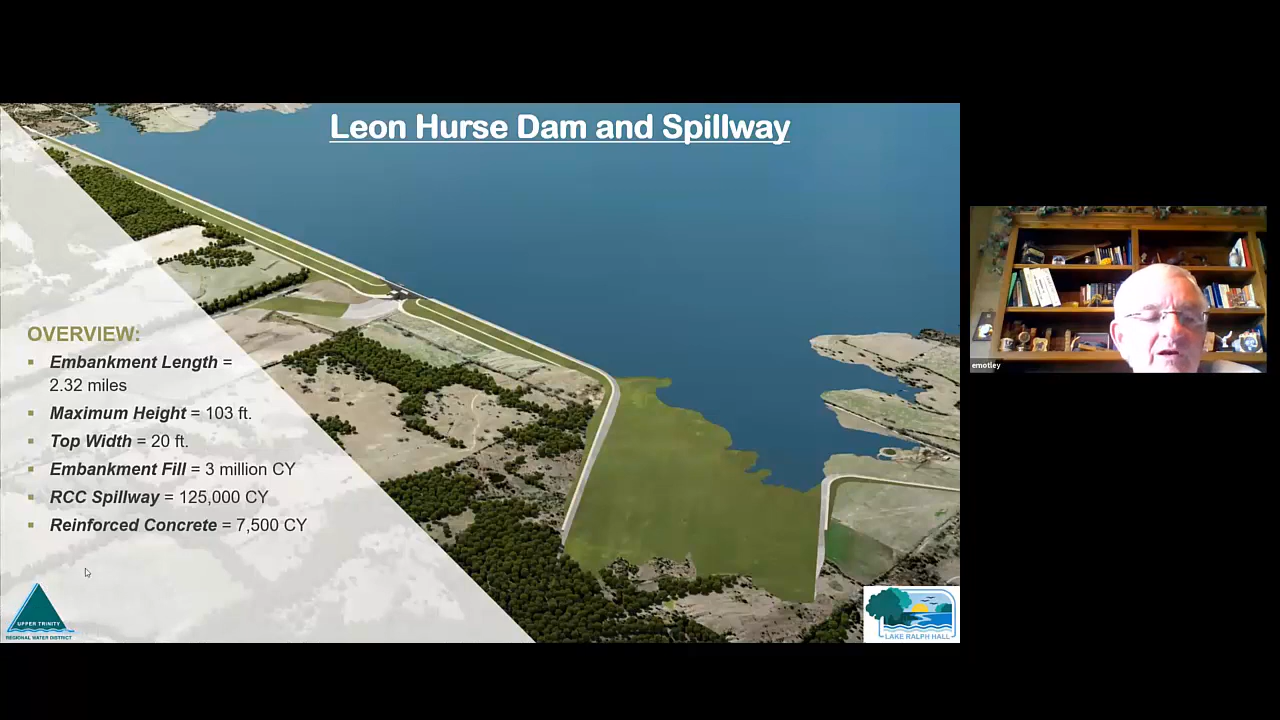 Leon Hurse Dam and Spillway
OVERVIEW:
▪ Embankment Length =
2.32 miles
▪ Maximum Height = 103 ft.
▪ Top Width = 20 ft.
▪ Embankment Fill = 3 million CY
▪ RCC Spillway = 125,000 CY
▪ Reinforced Concrete = 7,500 CY
UPPER TRINITY
REGIONAL WATER DISTRICT
LAKE RALPH HALL
emotley